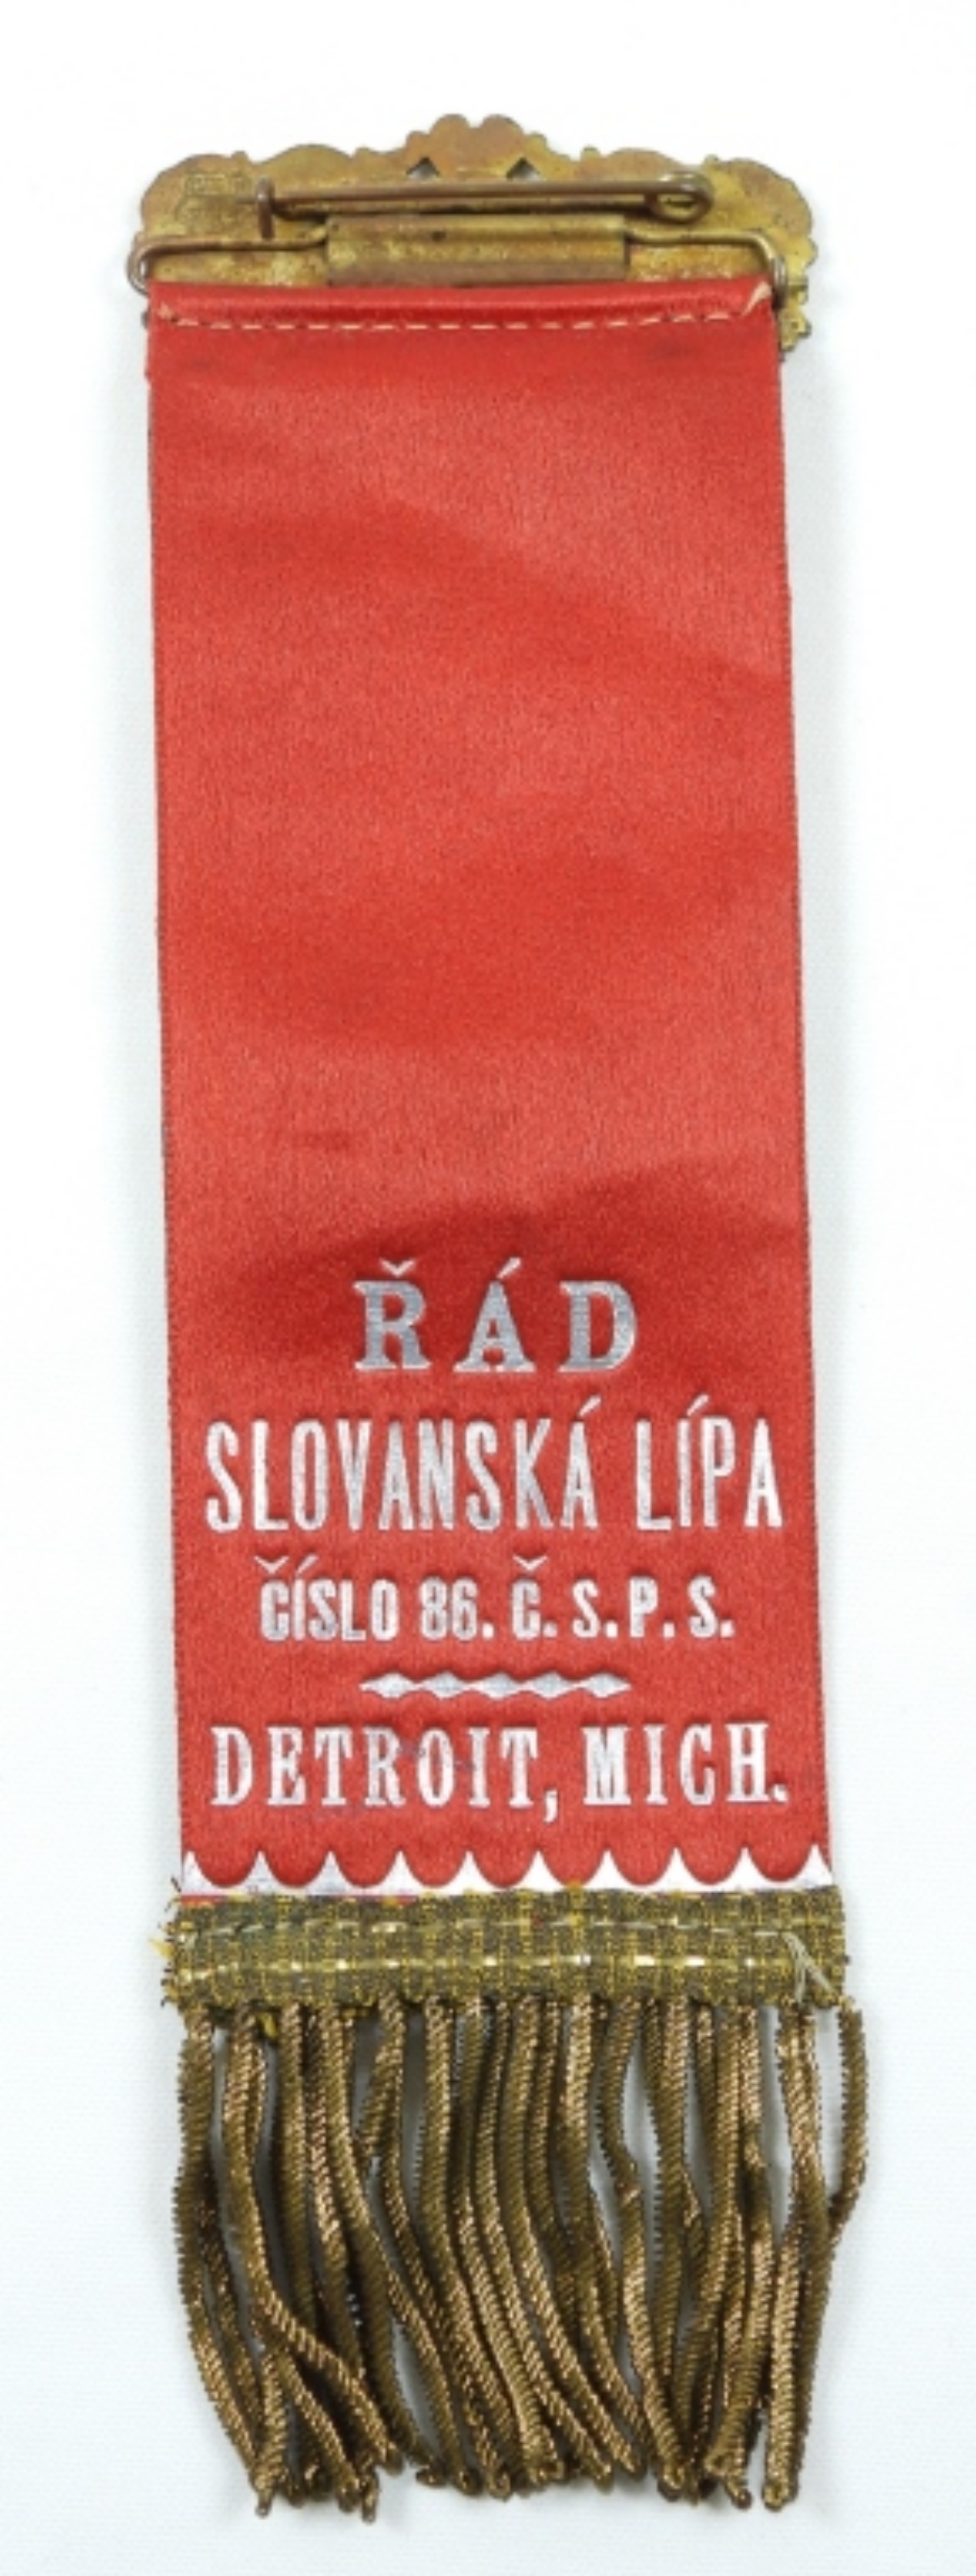 ŘÁD
SLOVANSKÁ LÍPA
ČÍSLO 86. Č. S. P. S.
DETROIT, MICH.